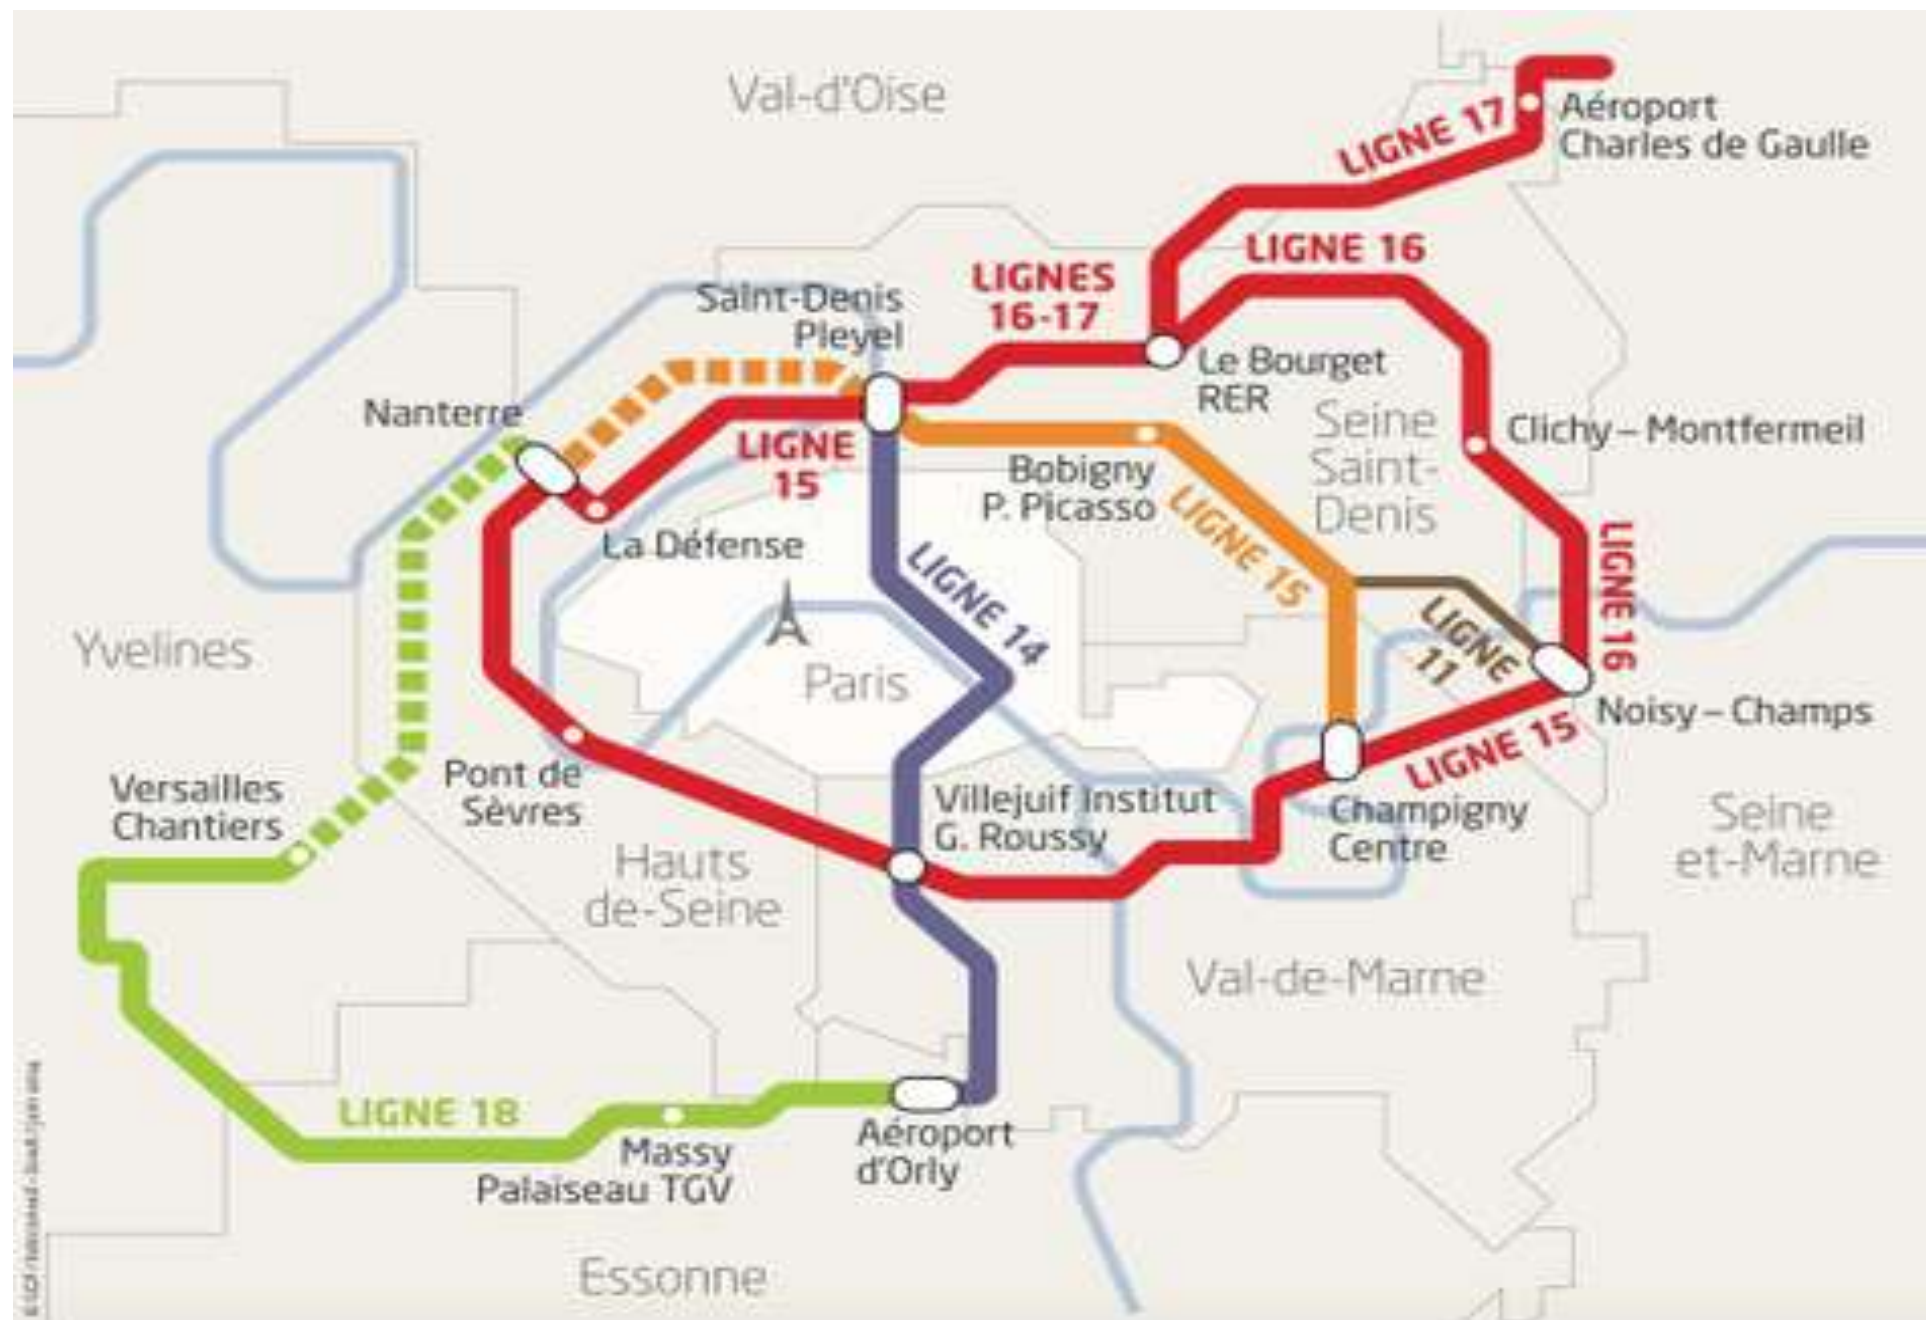 Val-d'Oise
LIGNE 17
Aéroport
Charles de Gaulle
LIGNE 16
LIGNES
16-17
Saint-Denis
Pleyel
Le Bourget
RER
Nanterre
LIGNE
15
Seine
Saint-
Denis
Clichy – Montfermeil
Bobigny
P. Picasso
LIGNE 15
La Défense
LIGNE 14
LIGNE 16
LIGNE
11
Yvelines
Paris
Noisy – Champs
LIGNE 15
Versailles
Chantiers
Pont de
Sèvres
Villejuif Institut
G. Roussy
Champigny
Centre
Seine
et-Marne
Hauts
de-Seine
Val-de-Marne
LIGNE 18
Massy
Palaiseau TGV
Aéroport
d'Orly
Essonne